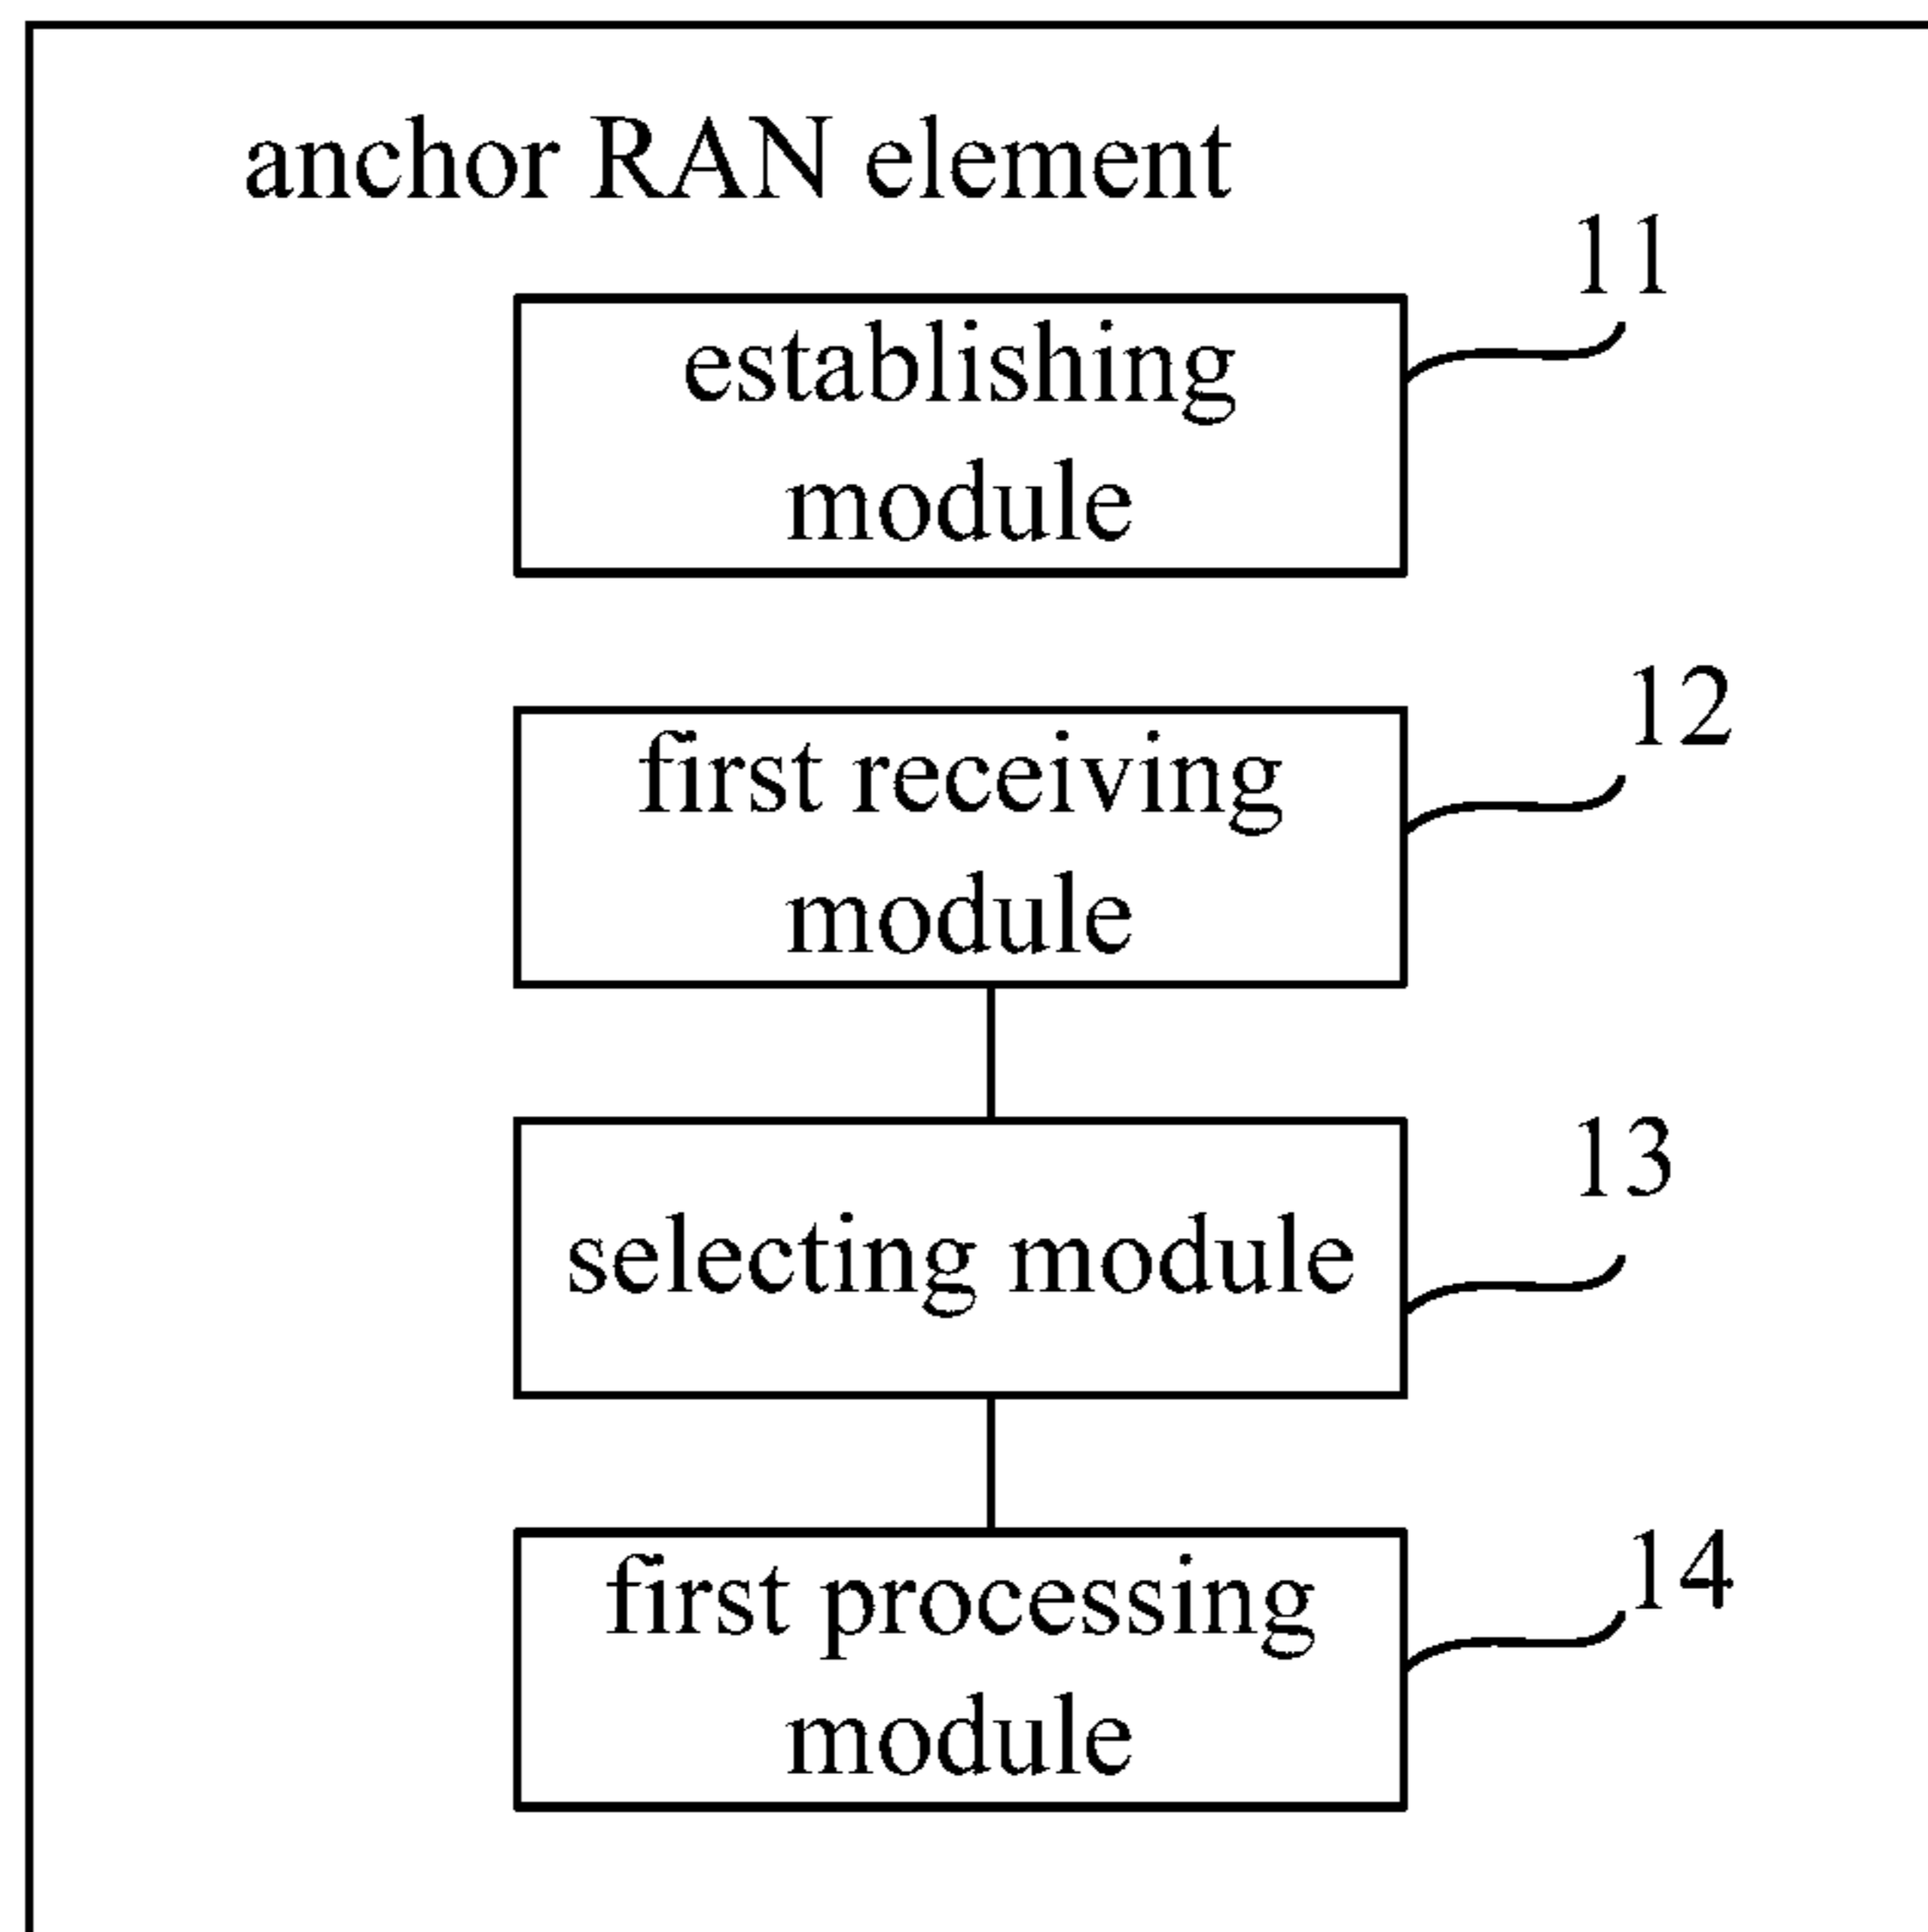 anchor RAN element
11
establishing
module
12
first receiving
module
13
selecting module
14
first processing
module